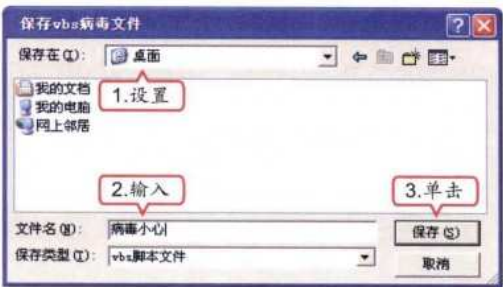 保存vbs病毒文件
保存在(I): 桌面
我的文档
我的电脑
网上邻居
1.设置
2.输入
3.单击
文件名(N): 病毒小心
保存(S)
保存类型(T): vbs脚本文件
取消